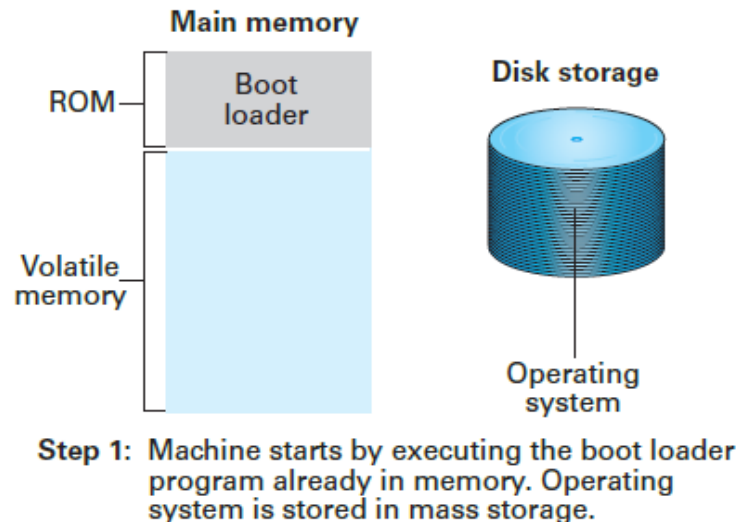 Main memory
ROM
Boot
loader
Volatile
memory
Disk storage
Operating
system
Step 1: Machine starts by executing the boot loader
program already in memory. Operating
system is stored in mass storage.